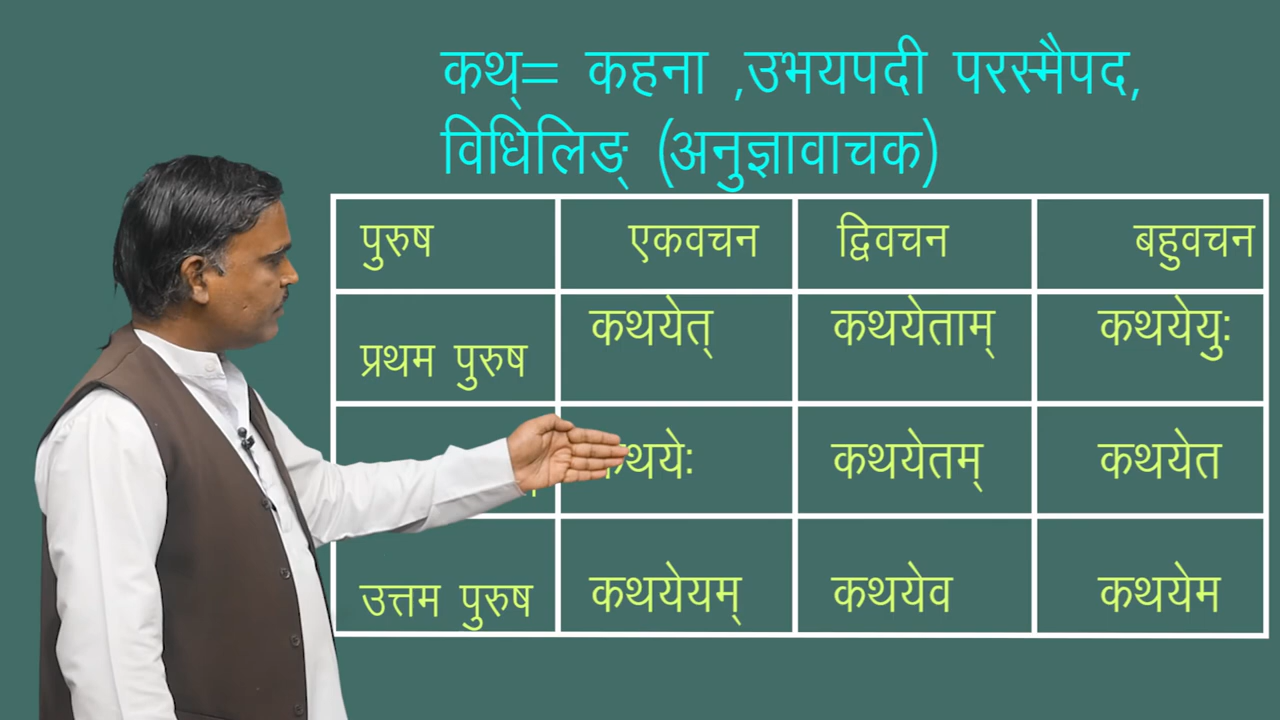 कथ्= कहना ,उभयपदी परस्मैपद,
विधिलिङ् (अनुज्ञावाचक)
पुरुष एकवचन द्विवचन बहुवचन
प्रथम पुरुष कथयेत् कथयेताम् कथयेयुः
कथयेतम् कथयेत
उत्तम पुरुष कथयेयम् कथयेव कथयेम